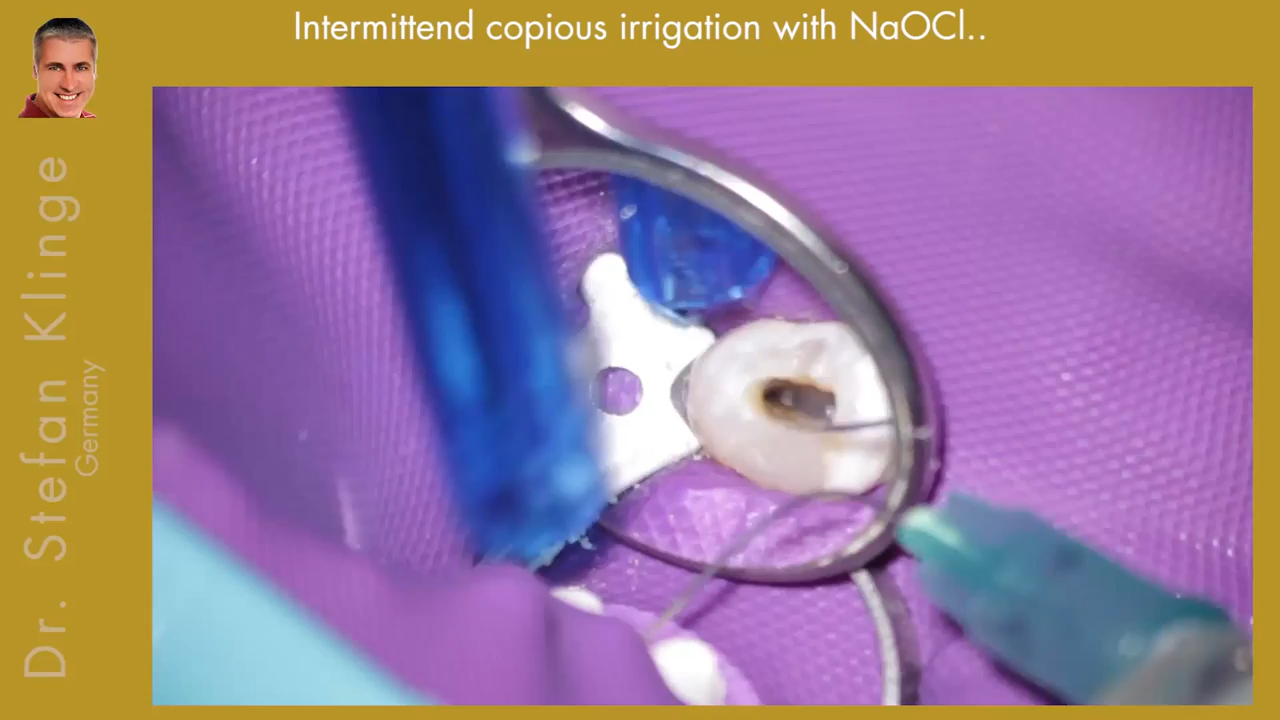 Intermittend copious irrigation with NaOCl..
Dr. Stefan Klinge
Germany